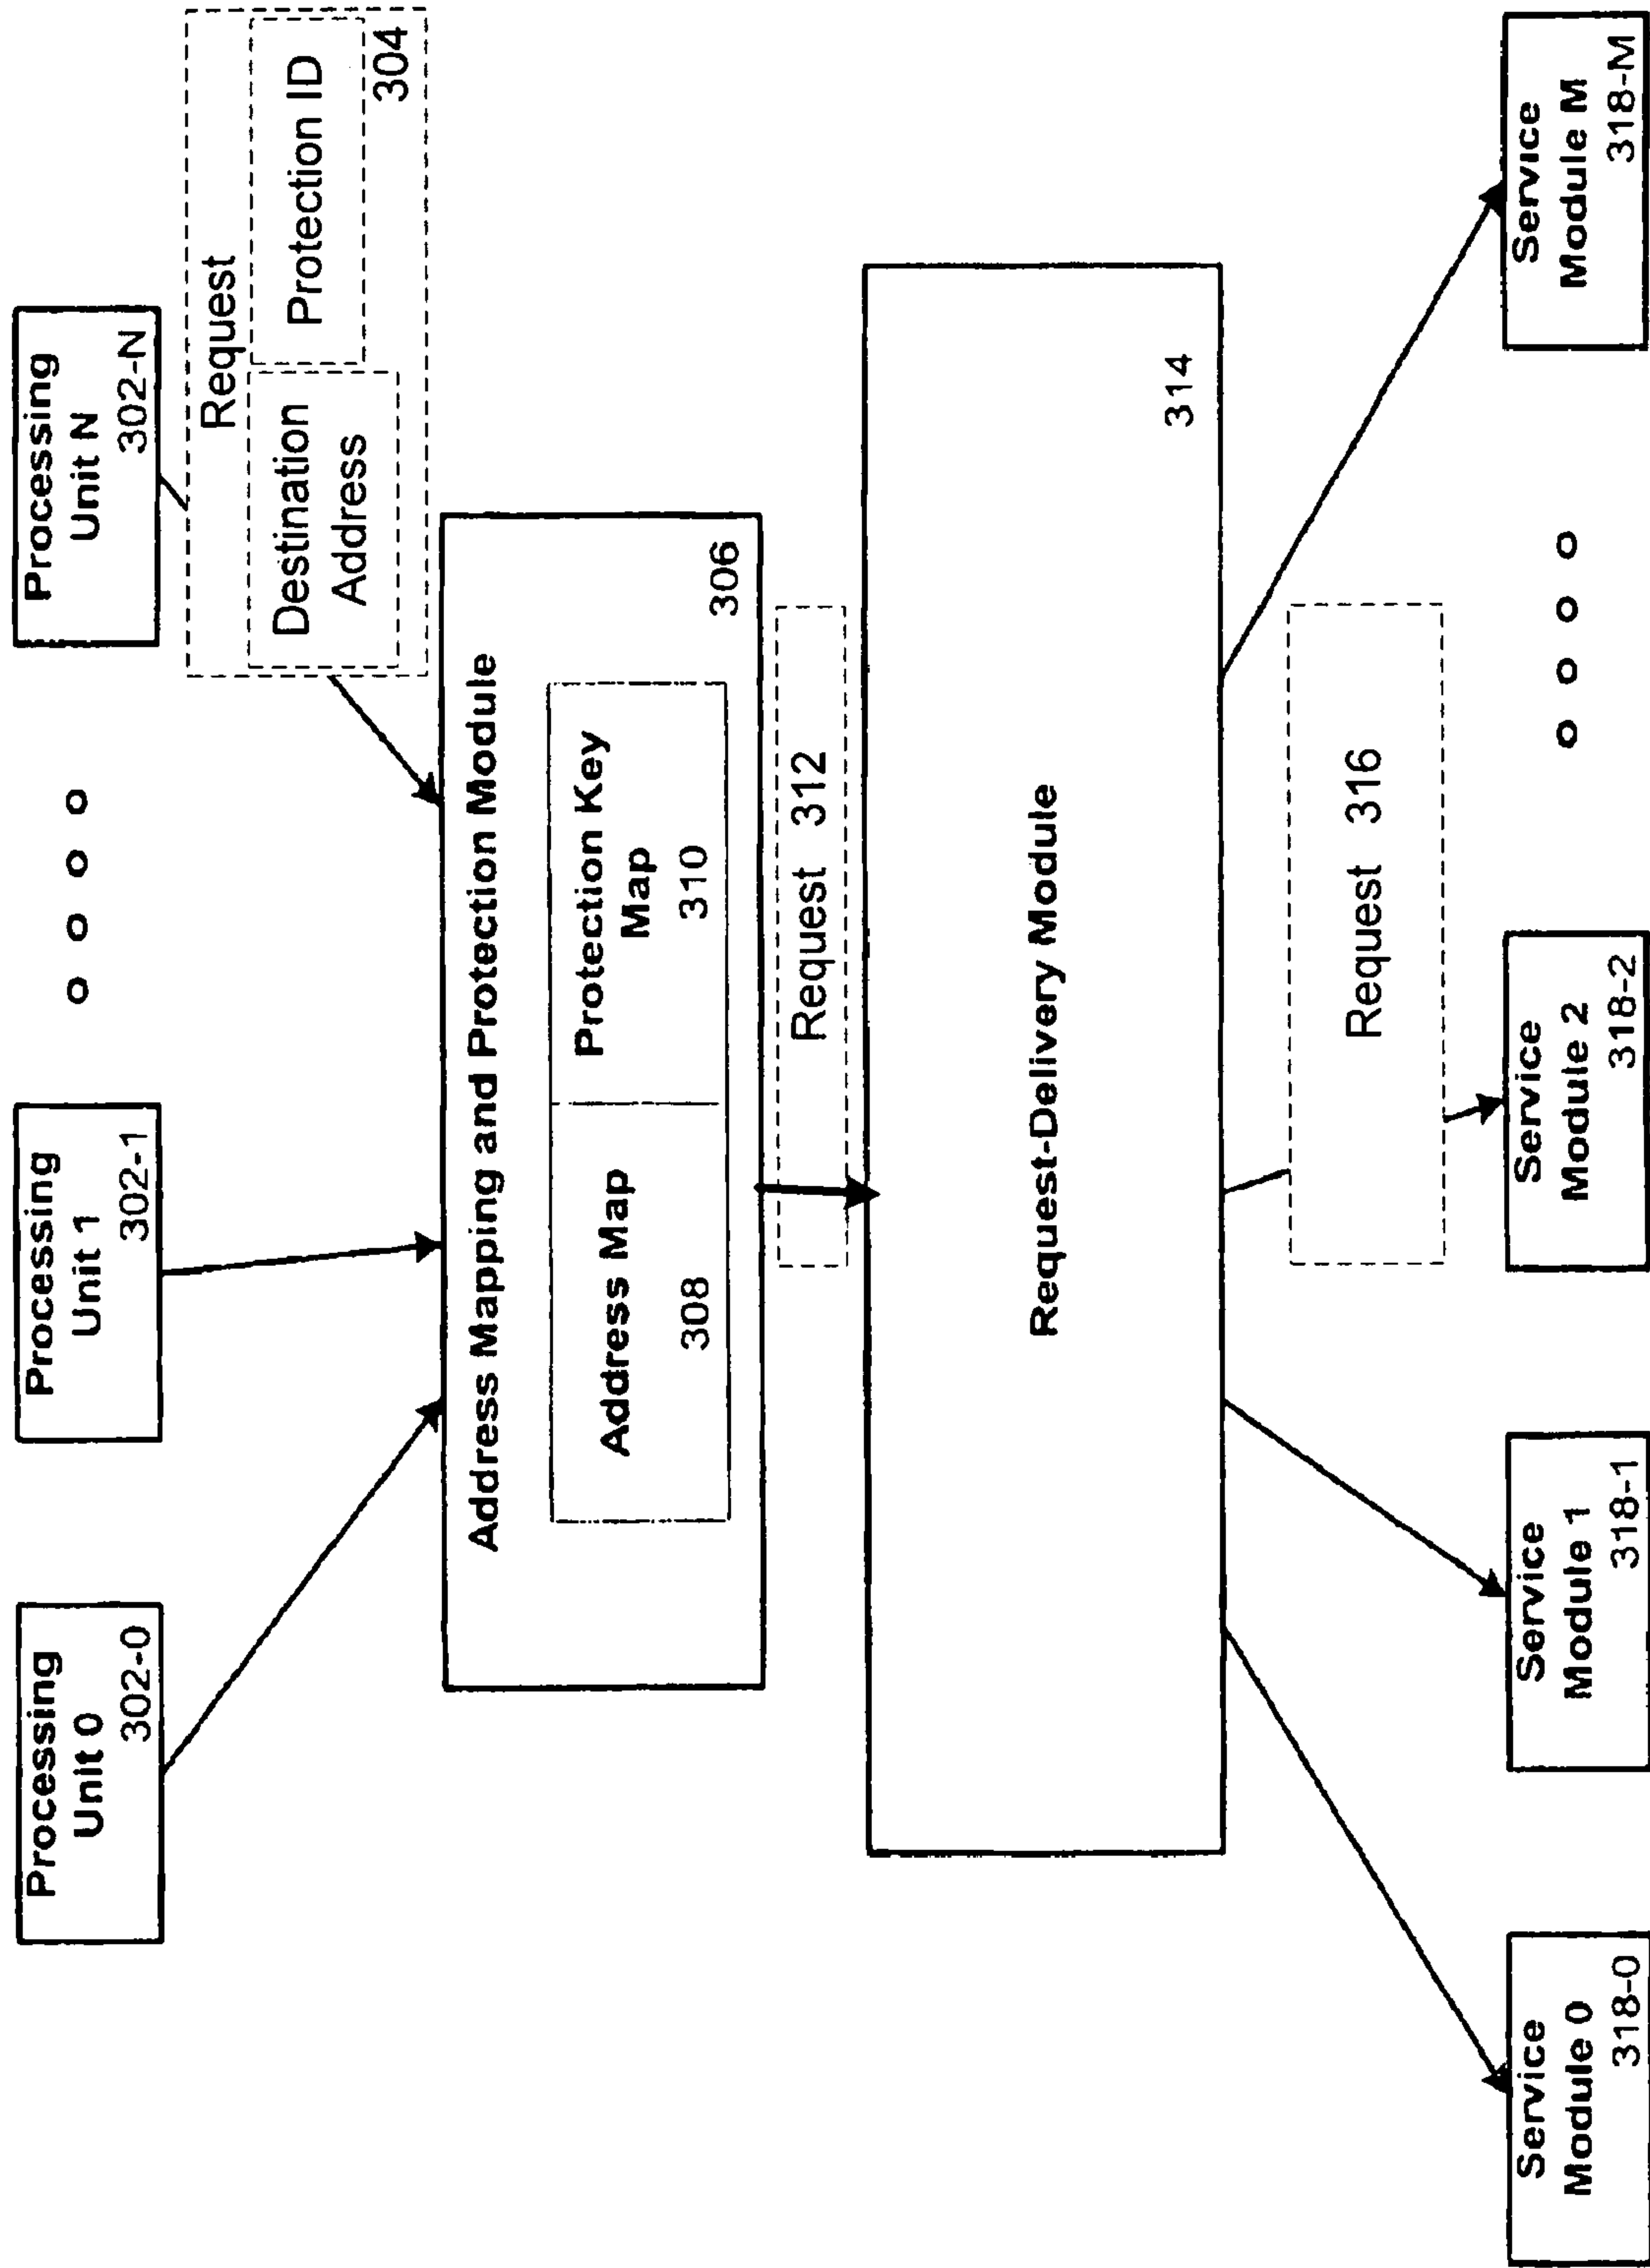 Processing
Unit 0
302-0
Processing
Unit 1
302-1
o o o o
Processing
Unit N
302-N
Request
Destination
Address
Protection ID
304
Address Mapping and Protection Module
Address Map
308
Protection Key
Map
310
306
Request 312
Request-Delivery Module
314
Request 316
Service
Module 0
318-0
Service
Module 1
318-1
Service
Module 2
318-2
o o o o
Service
Module M
318-M